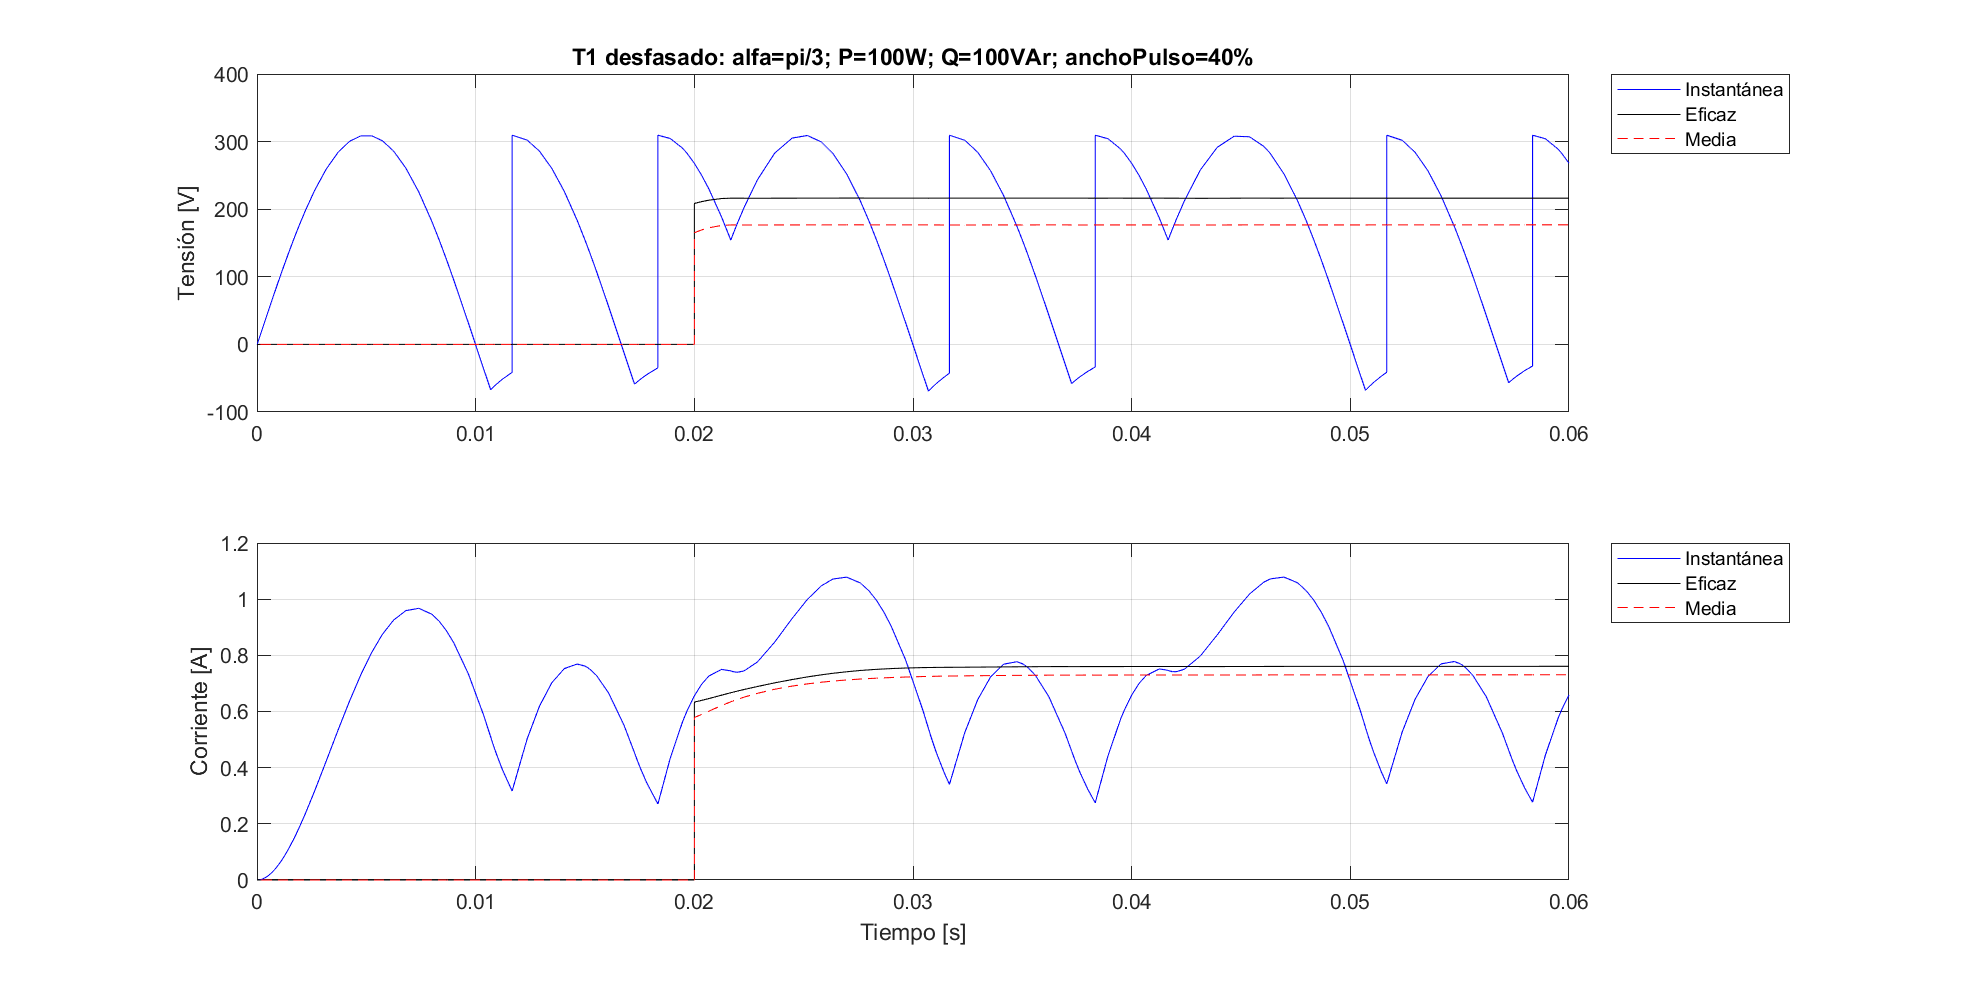 T1 desfasado: alfa=pi/3; P=100W; Q=100VAr; anchoPulso=40%
400
300
200
100
0
-100
Tensión [V]
0 0.01 0.02 0.03 0.04 0.05 0.06
Instantánea
Eficaz
Media
1.2
1
0.8
0.6
0.4
0.2
0
Corriente [A]
0 0.01 0.02 0.03 0.04 0.05 0.06
Tiempo [s]
Instantánea
Eficaz
Media